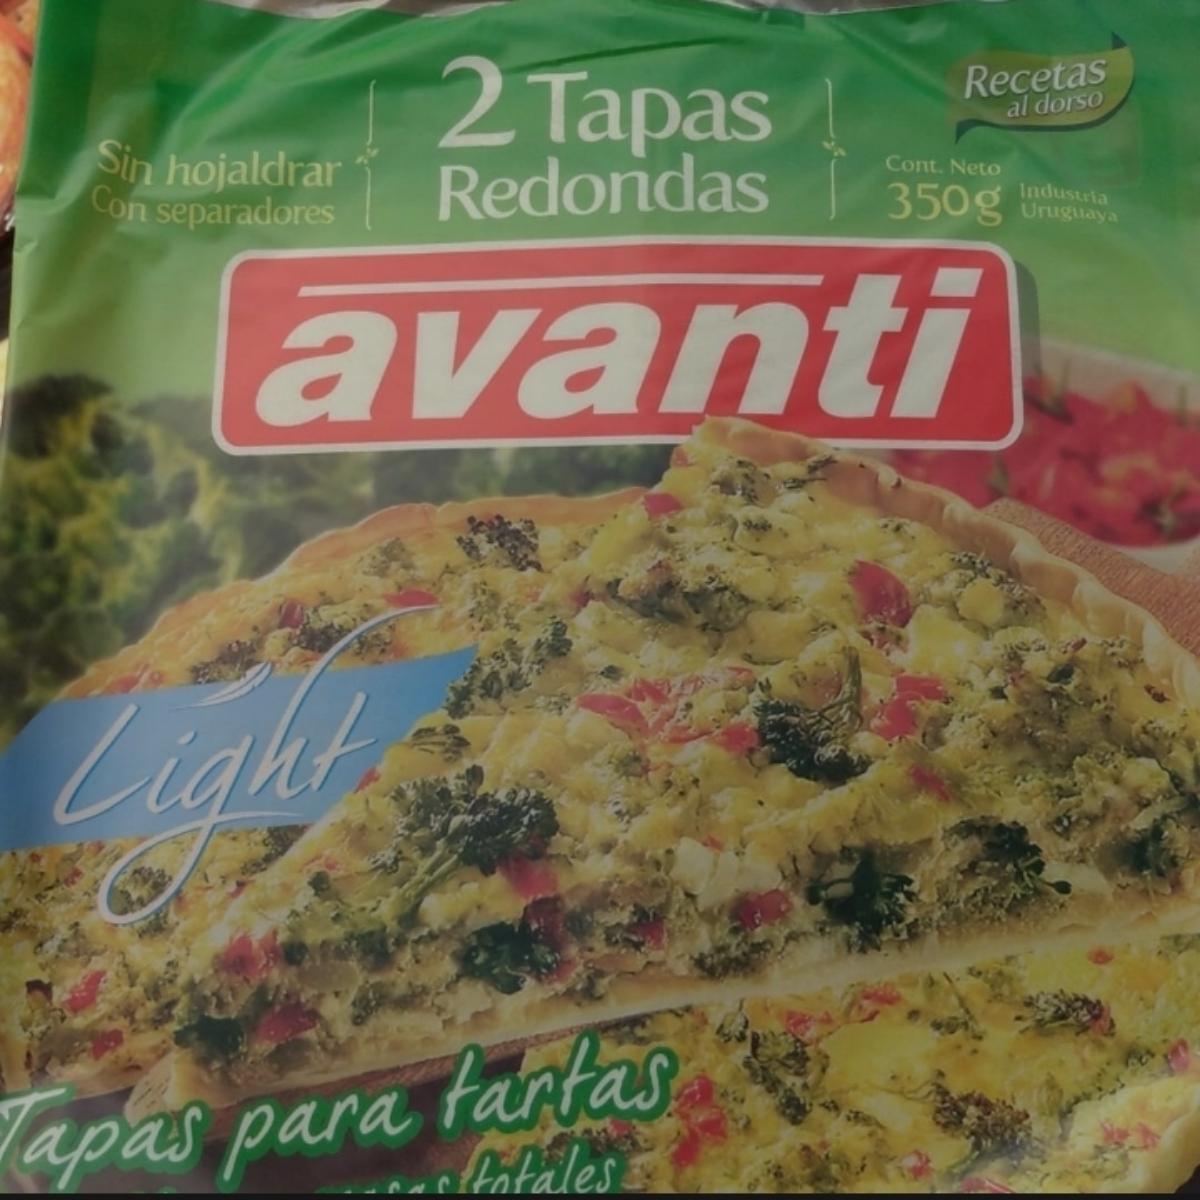 2 Tapas
Redondas
Sin hojaldrar
Con separadores
Recetas
al dorso
Cont. Neto
350g
Industria
Uruguaya
avanti
Light
Tapas para tartas
totales